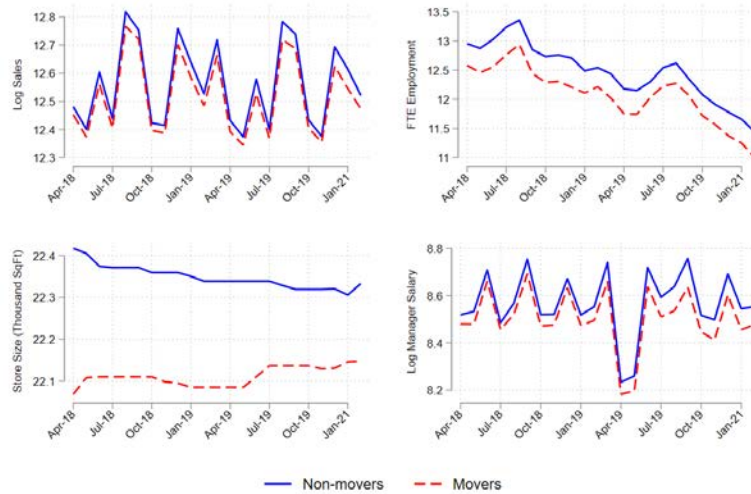 Log Sales
12.8
12.7
12.6
12.5
12.4
12.3
Apr-18 Jul-18 Oct-18 Jan-19 Apr-19 Jul-19 Oct-19 Jan-21
FTE Employment
13.5
13
12.5
12
11.5
11
Apr-18 Jul-18 Oct-18 Jan-19 Apr-19 Jul-19 Oct-19 Jan-21
Store Size (Thousand SqFt)
22.4
22.3
22.2
22.1
Apr-18 Jul-18 Oct-18 Jan-19 Apr-19 Jul-19 Oct-19 Jan-21
Log Manager Salary
8.8
8.6
8.4
8.2
Apr-18 Jul-18 Oct-18 Jan-19 Apr-19 Jul-19 Oct-19 Jan-21
Non-movers Movers